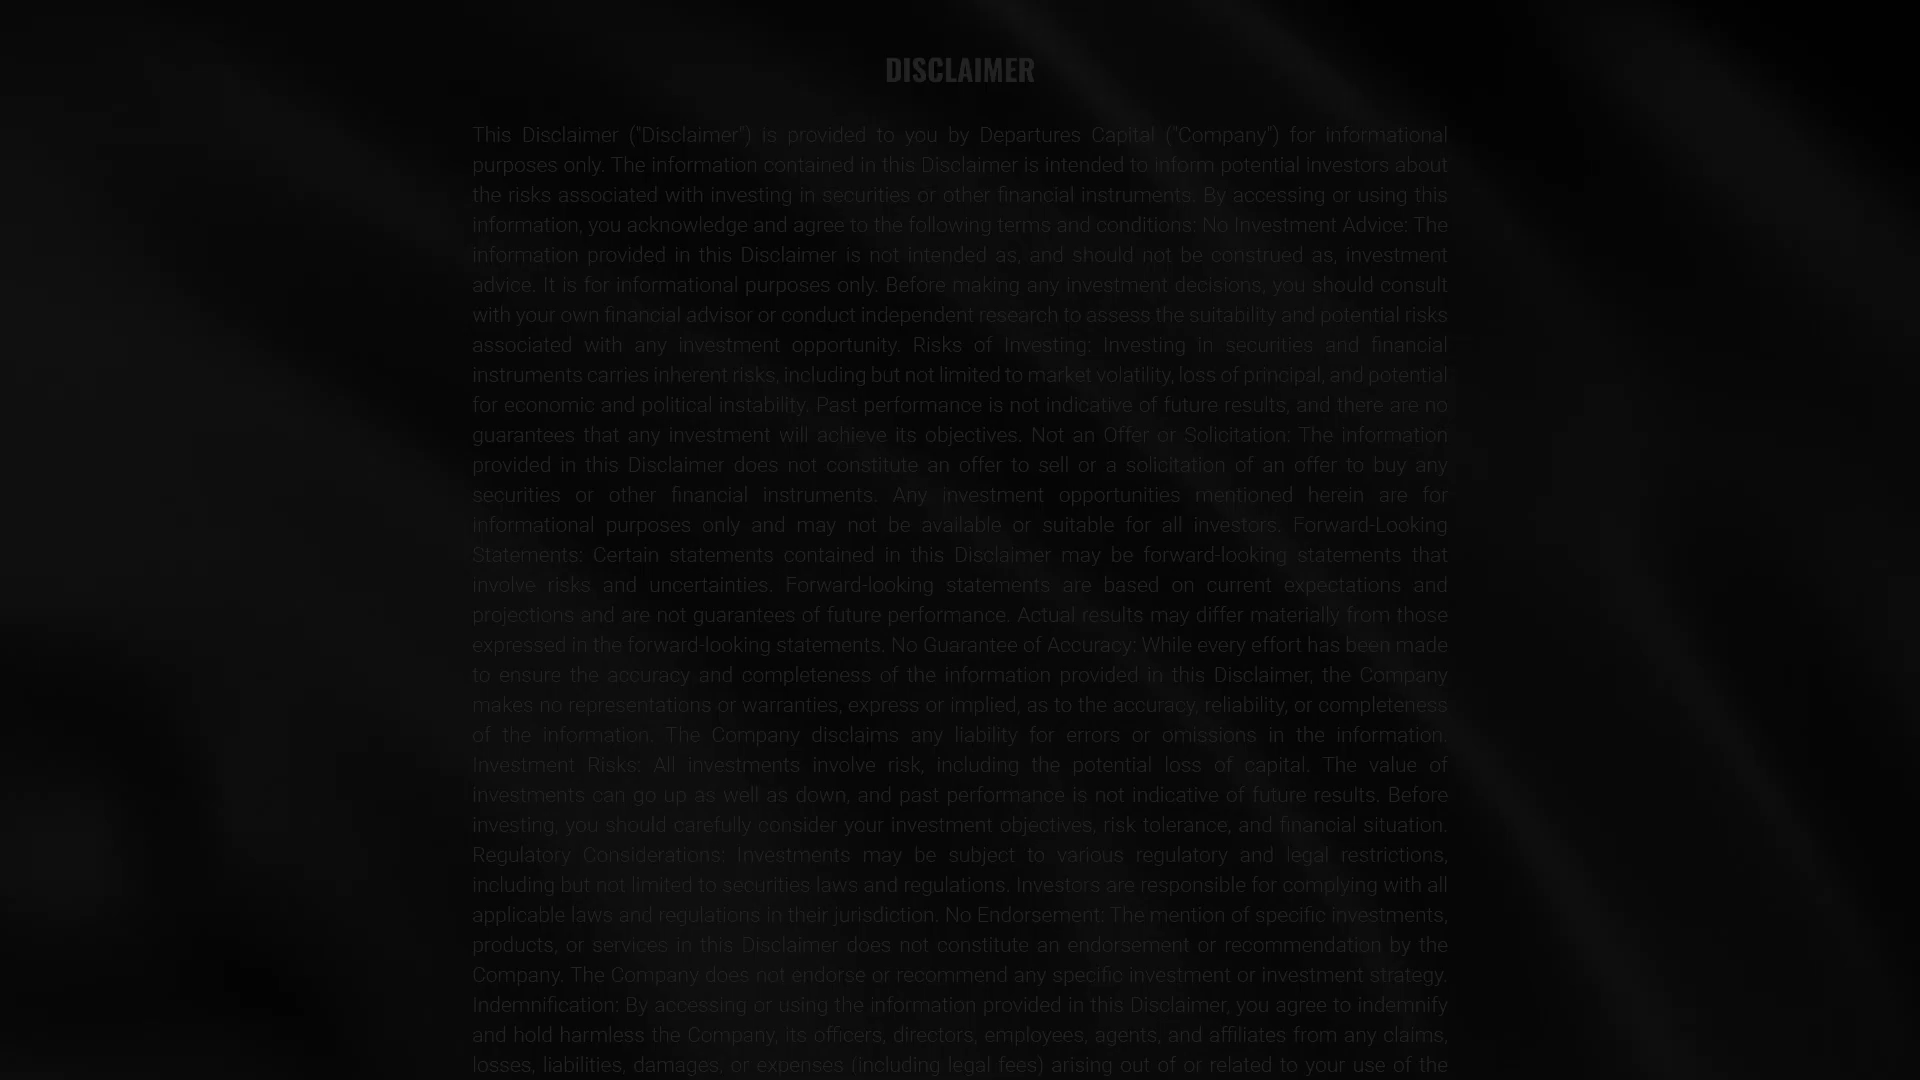 DISCLAIMER
This Disclaimer ("Disclaimer") is provided to you by Departures Capital ("Company") for informational
purposes only. The information contained in this Disclaimer is intended to inform potential investors about
the risks associated with investing in securities or other financial instruments. By accessing or using this
information, you acknowledge and agree to the following terms and conditions: No Investment Advice: The
information provided in this Disclaimer is not intended as, and should not be construed as, investment
advice. It is for informational purposes only. Before making any investment decisions, you should consult
with your own financial advisor or conduct independent research to assess the suitability and potential risks
associated with any investment opportunity. Risks of Investing: Investing in securities and financial
instruments carries inherent risks, including but not limited to market volatility, loss of principal, and potential
for economic and political instability. Past performance is not indicative of future results, and there are no
guarantees that any investment will achieve its objectives. Not an Offer or Solicitation: The information
provided in this Disclaimer does not constitute an offer to sell or a solicitation of an offer to buy any
securities or other financial instruments. Any investment opportunities mentioned herein are for
informational purposes only and may not be available or suitable for all investors. Forward-Looking
Statements: Certain statements contained in this Disclaimer may be forward-looking statements that
involve risks and uncertainties. Forward-looking statements are based on current expectations and
projections and are not guarantees of future performance. Actual results may differ materially from those
expressed in the forward-looking statements. No Guarantee of Accuracy: While every effort has been made
to ensure the accuracy and completeness of the information provided in this Disclaimer, the Company
makes no representations or warranties, express or implied, as to the accuracy, reliability, or completeness
of the information. The Company disclaims any liability for errors or omissions in the information.
Investment Risks: All investments involve risk, including the potential loss of capital. The value of
investments can go up as well as down, and past performance is not indicative of future results. Before
investing, you should carefully consider your investment objectives, risk tolerance, and financial situation.
Regulatory Considerations: Investments may be subject to various regulatory and legal restrictions,
including but not limited to securities laws and regulations. Investors are responsible for complying with all
applicable laws and regulations in their jurisdiction. No Endorsement: The mention of specific investments,
products, or services in this Disclaimer does not constitute an endorsement or recommendation by the
Company. The Company does not endorse or recommend any specific investment or investment strategy.
Indemnification: By accessing or using the information provided in this Disclaimer, you agree to indemnify
and hold harmless the Company, its officers, directors, employees, agents, and affiliates from any claims,
losses, liabilities, damages, or expenses (including legal fees) arising out of or related to your use of the